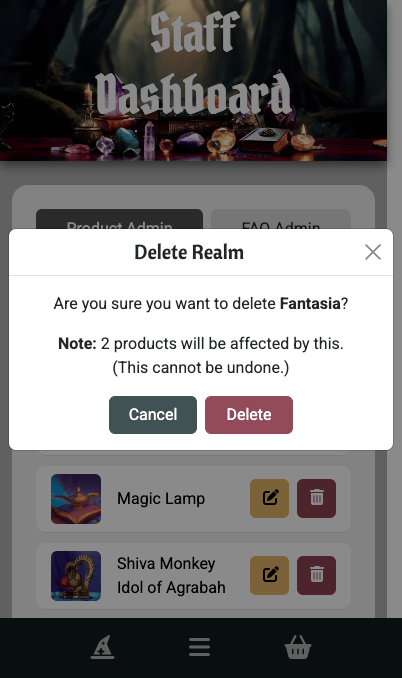 Staff
Dashboard
Product Admin
FAQ Admin
Delete Realm
Are you sure you want to delete Fantasia?
Note: 2 products will be affected by this.
(This cannot be undone.)
Cancel
Delete
Magic Lamp
Shiva Monkey
Idol of Agrabah